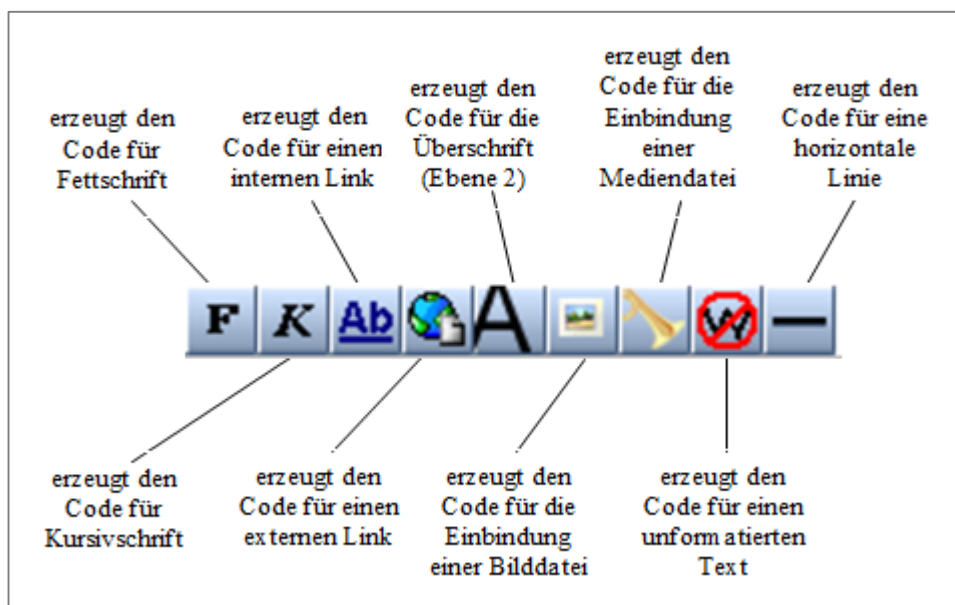 erzeugt den
Code für
Fettschrift
erzeugt den
Code für einen
internen Link
erzeugt den
Code für die
Überschrift
(Ebene 2)
erzeugt den
Code für die
Einbindung
einer
Mediendatei
erzeugt den
Code für eine
horizontale
Linie
F
K
Ab
A
W
erzeugt den
Code für
Kursivschrift
erzeugt den
Code für einen
externen Link
erzeugt den
Code für die
Einbindung
einer Bilddatei
erzeugt den
Code für einen
unformatierten
Text